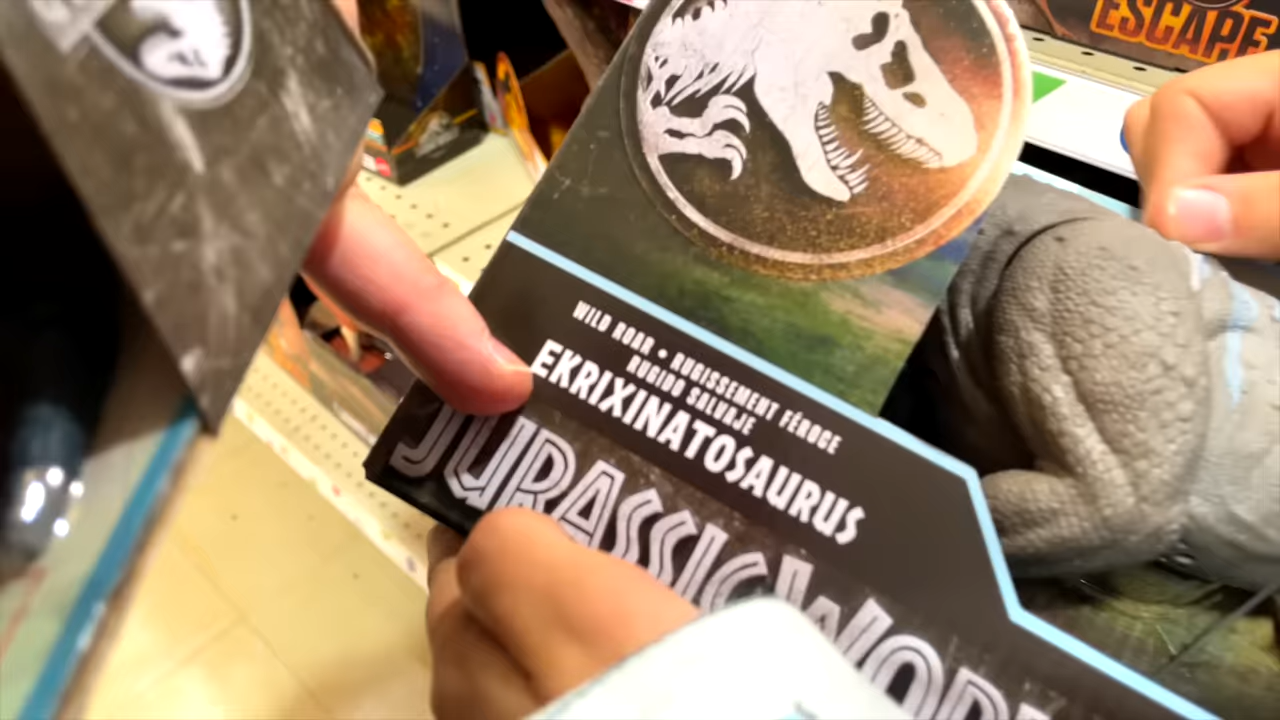 ESCAPE
WILD ROAR • RUGISSEMENT FÉROCE
RUGIDO SALVAJE
EKRIXINATOSAURUS
JURASSIC WORL